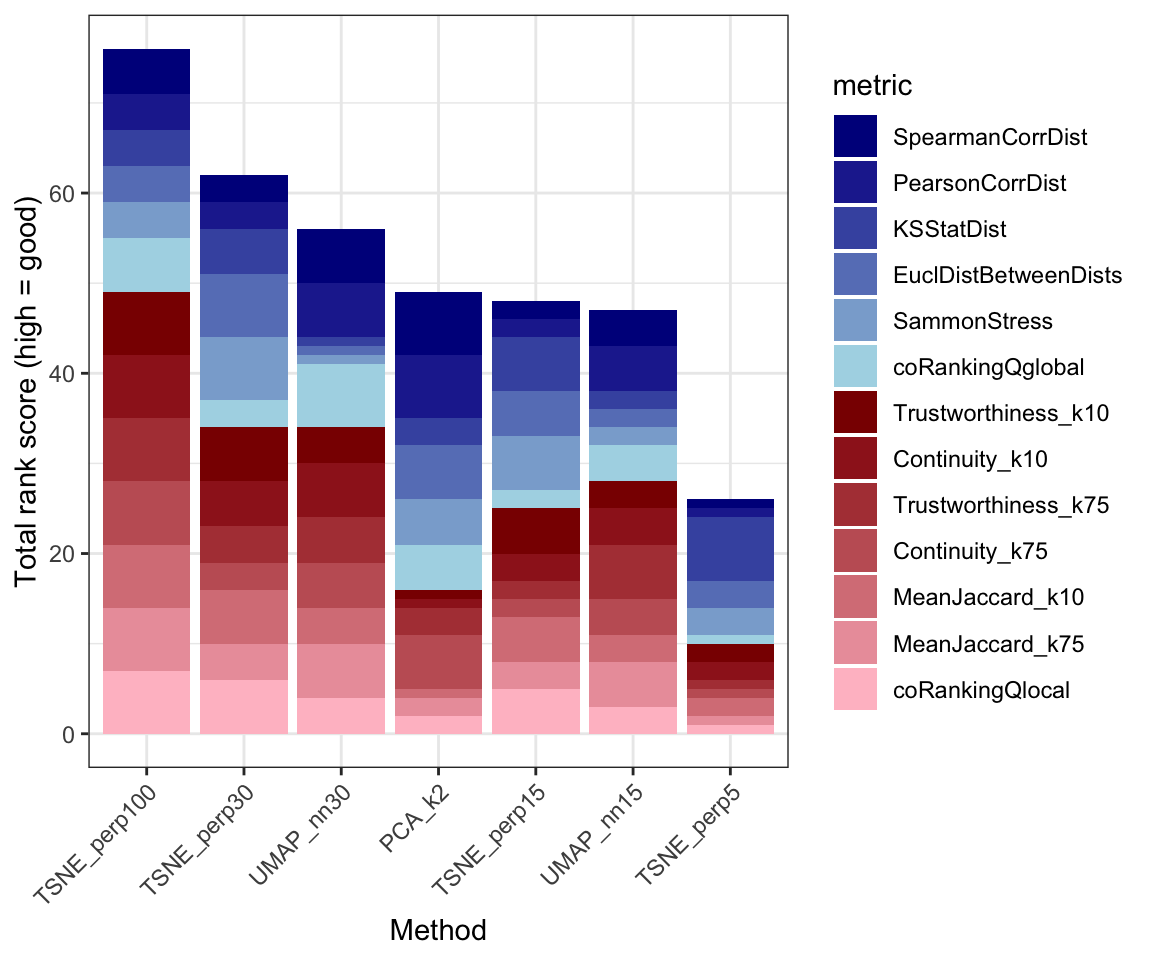 Total rank score (high = good)
60
40
20
0
TSNE_perp100
TSNE_perp30
UMAP_nn30
PCA_k2
TSNE_perp15
UMAP_nn15
TSNE_perp5
Method
metric
SpearmanCorrDist
PearsonCorrDist
KSStatDist
EuclDistBetweenDists
SammonStress
coRankingQglobal
Trustworthiness_k10
Continuity_k10
Trustworthiness_k75
Continuity_k75
MeanJaccard_k10
MeanJaccard_k75
coRankingQlocal